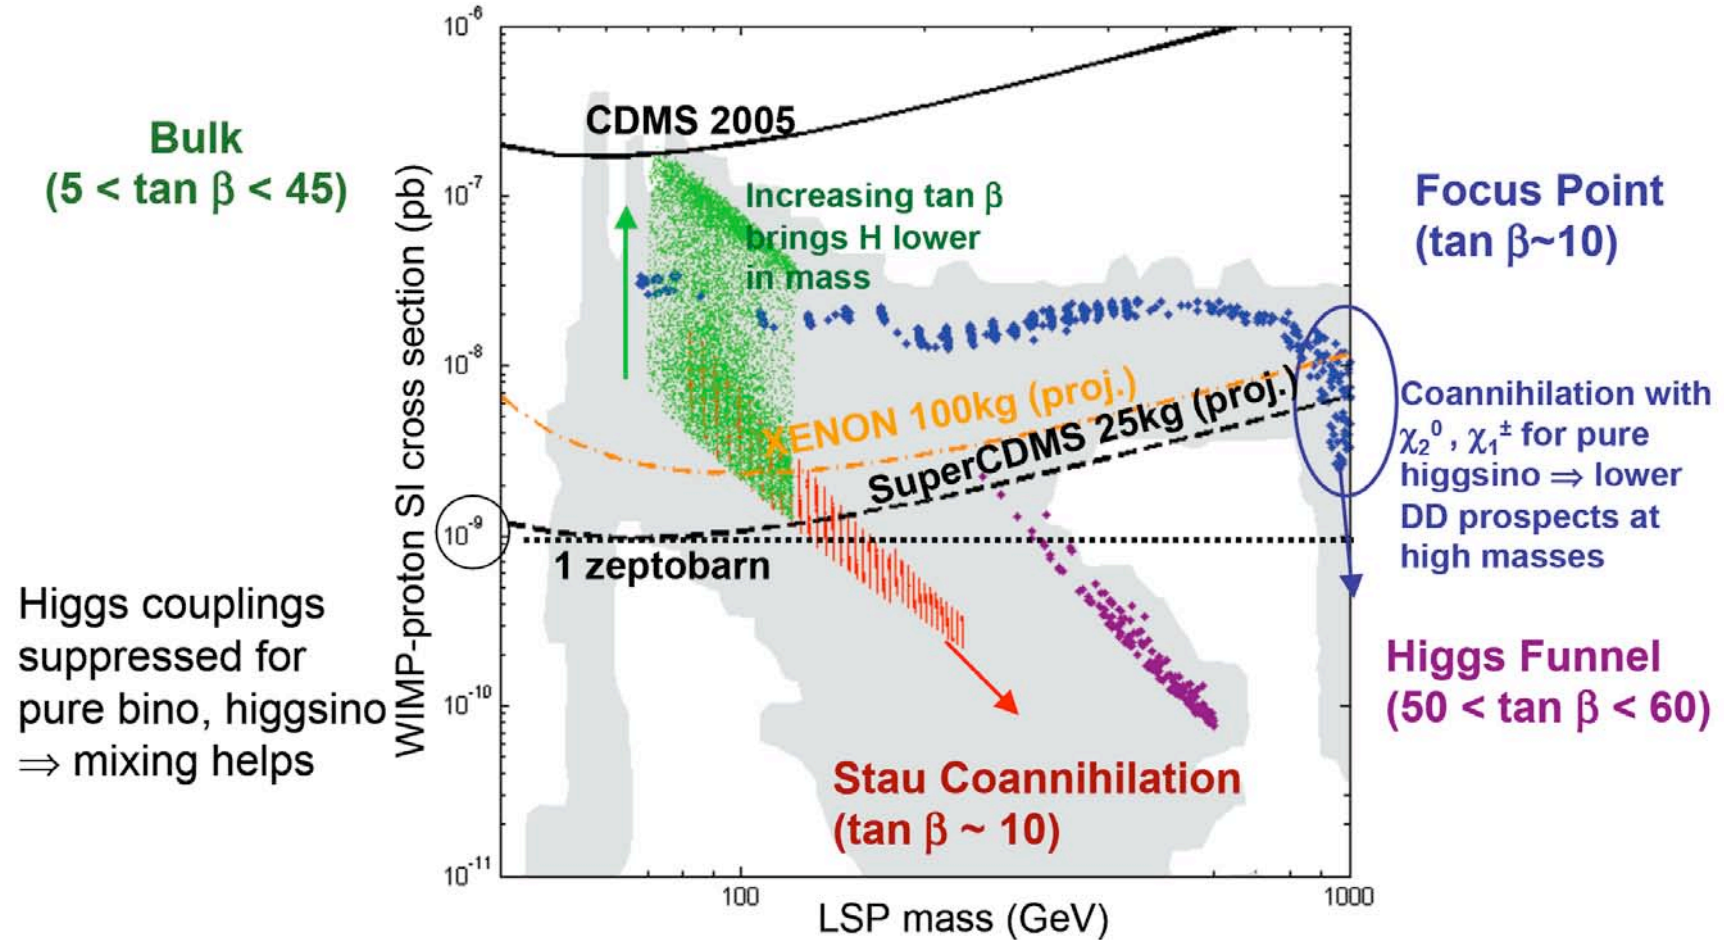 10⁻⁶
10⁻⁷
10⁻⁸
10⁻⁹
10⁻¹⁰
10⁻¹¹
WIMP-proton SI cross section (pb)
100
1000
LSP mass (GeV)
Bulk
(5 < tan β < 45)
Higgs couplings
suppressed for
pure bino, higgsino
⇒ mixing helps
CDMS 2005
Increasing tan β
brings H lower
in mass
XENON 100kg (proj.)
SuperCDMS 25kg (proj.)
1 zeptobarn
Stau Coannihilation
(tan β ~ 10)
Focus Point
(tan β~10)
Coannihilation with
χ₂⁰ , χ₁± for pure
higgsino ⇒ lower
DD prospects at
high masses
Higgs Funnel
(50 < tan β < 60)